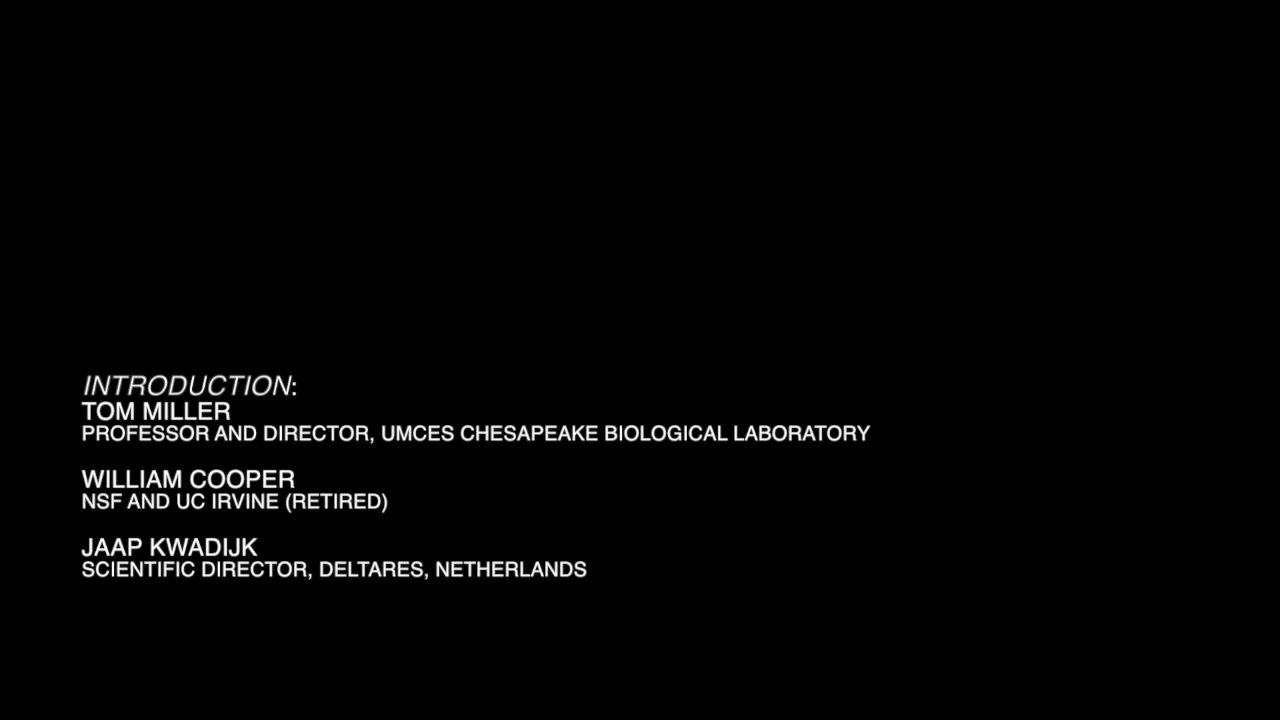 INTRODUCTION:
TOM MILLER
PROFESSOR AND DIRECTOR, UMCES CHESAPEAKE BIOLOGICAL LABORATORY
WILLIAM COOPER
NSF AND UC IRVINE (RETIRED)
JAAP KWADIJK
SCIENTIFIC DIRECTOR, DELTARES, NETHERLANDS